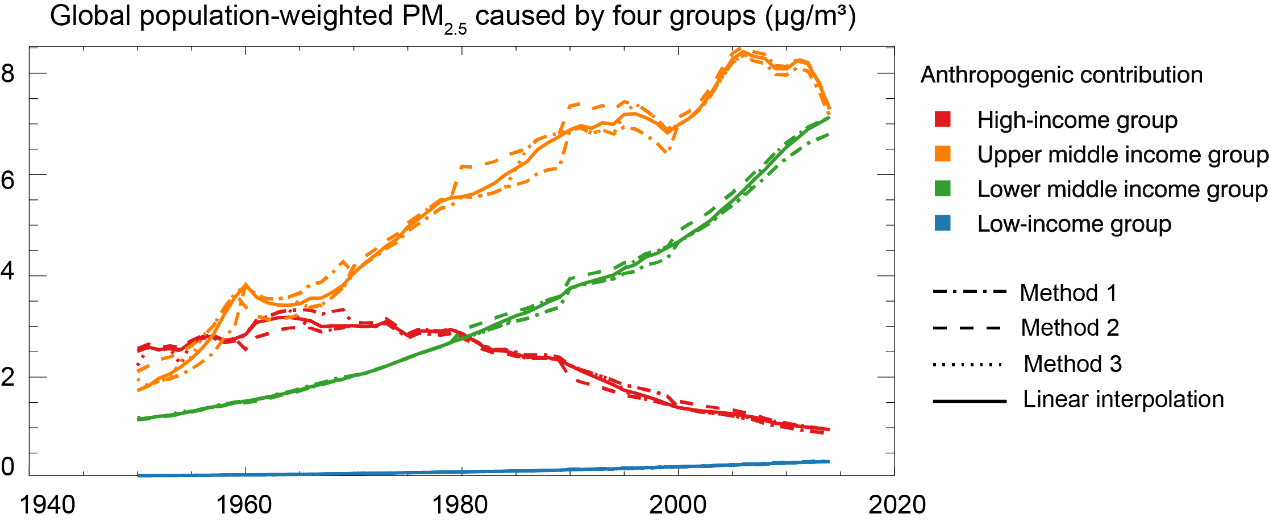 Global population-weighted PM2.5 caused by four groups (μg/m³)
8
6
4
2
0
1940
1960
1980
2000
2020
Anthropogenic contribution
High-income group
Upper middle income group
Lower middle income group
Low-income group
Method 1
Method 2
Method 3
Linear interpolation